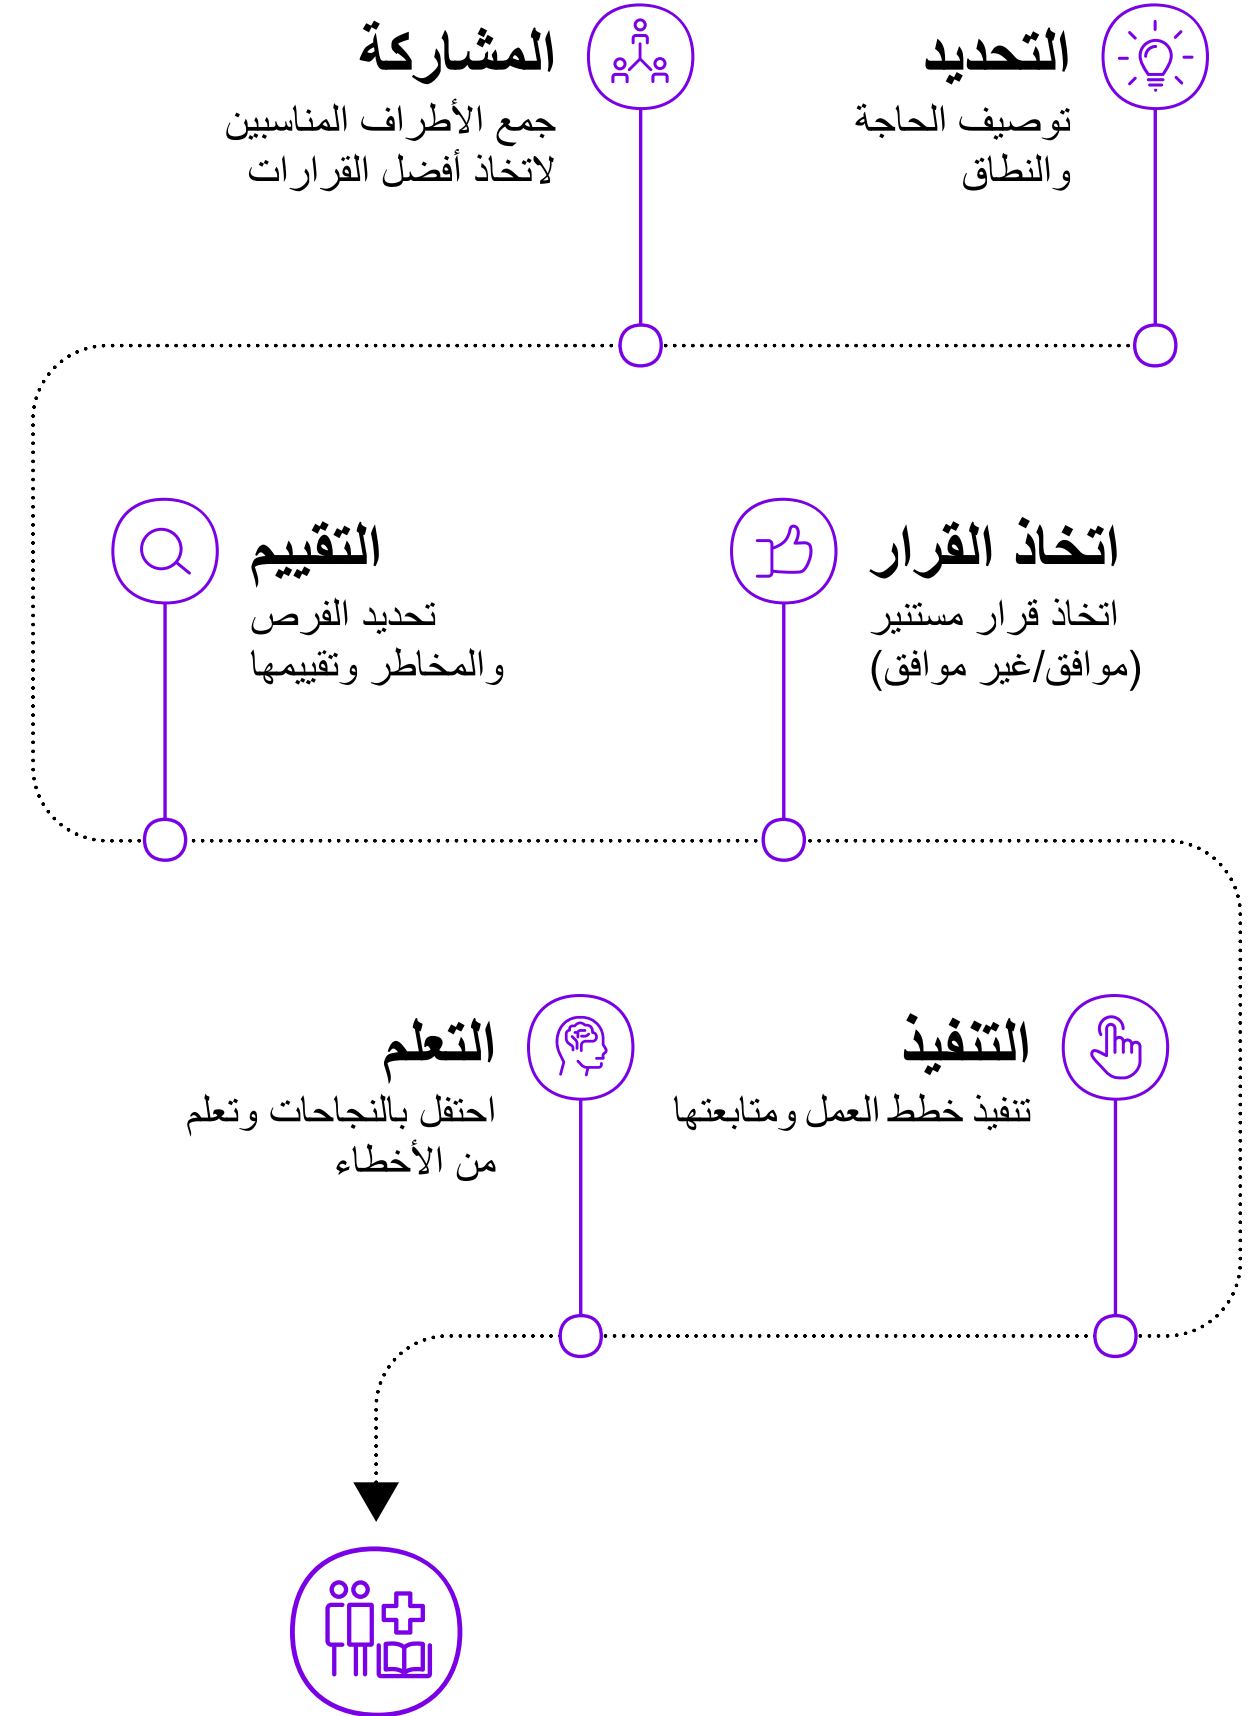 التحديد
توصيف الحاجة
والنطاق
المشاركة
جمع الأطراف المناسبين
لاتخاذ أفضل القرارات
التقييم
تحديد الفرص
والمخاطر وتقييمها
اتخاذ القرار
اتخاذ قرار مستنير
(موافق/غير موافق)
التنفيذ
تنفيذ خطط العمل ومتابعتها
التعلم
احتفل بالنجاحات وتعلم
من الأخطاء